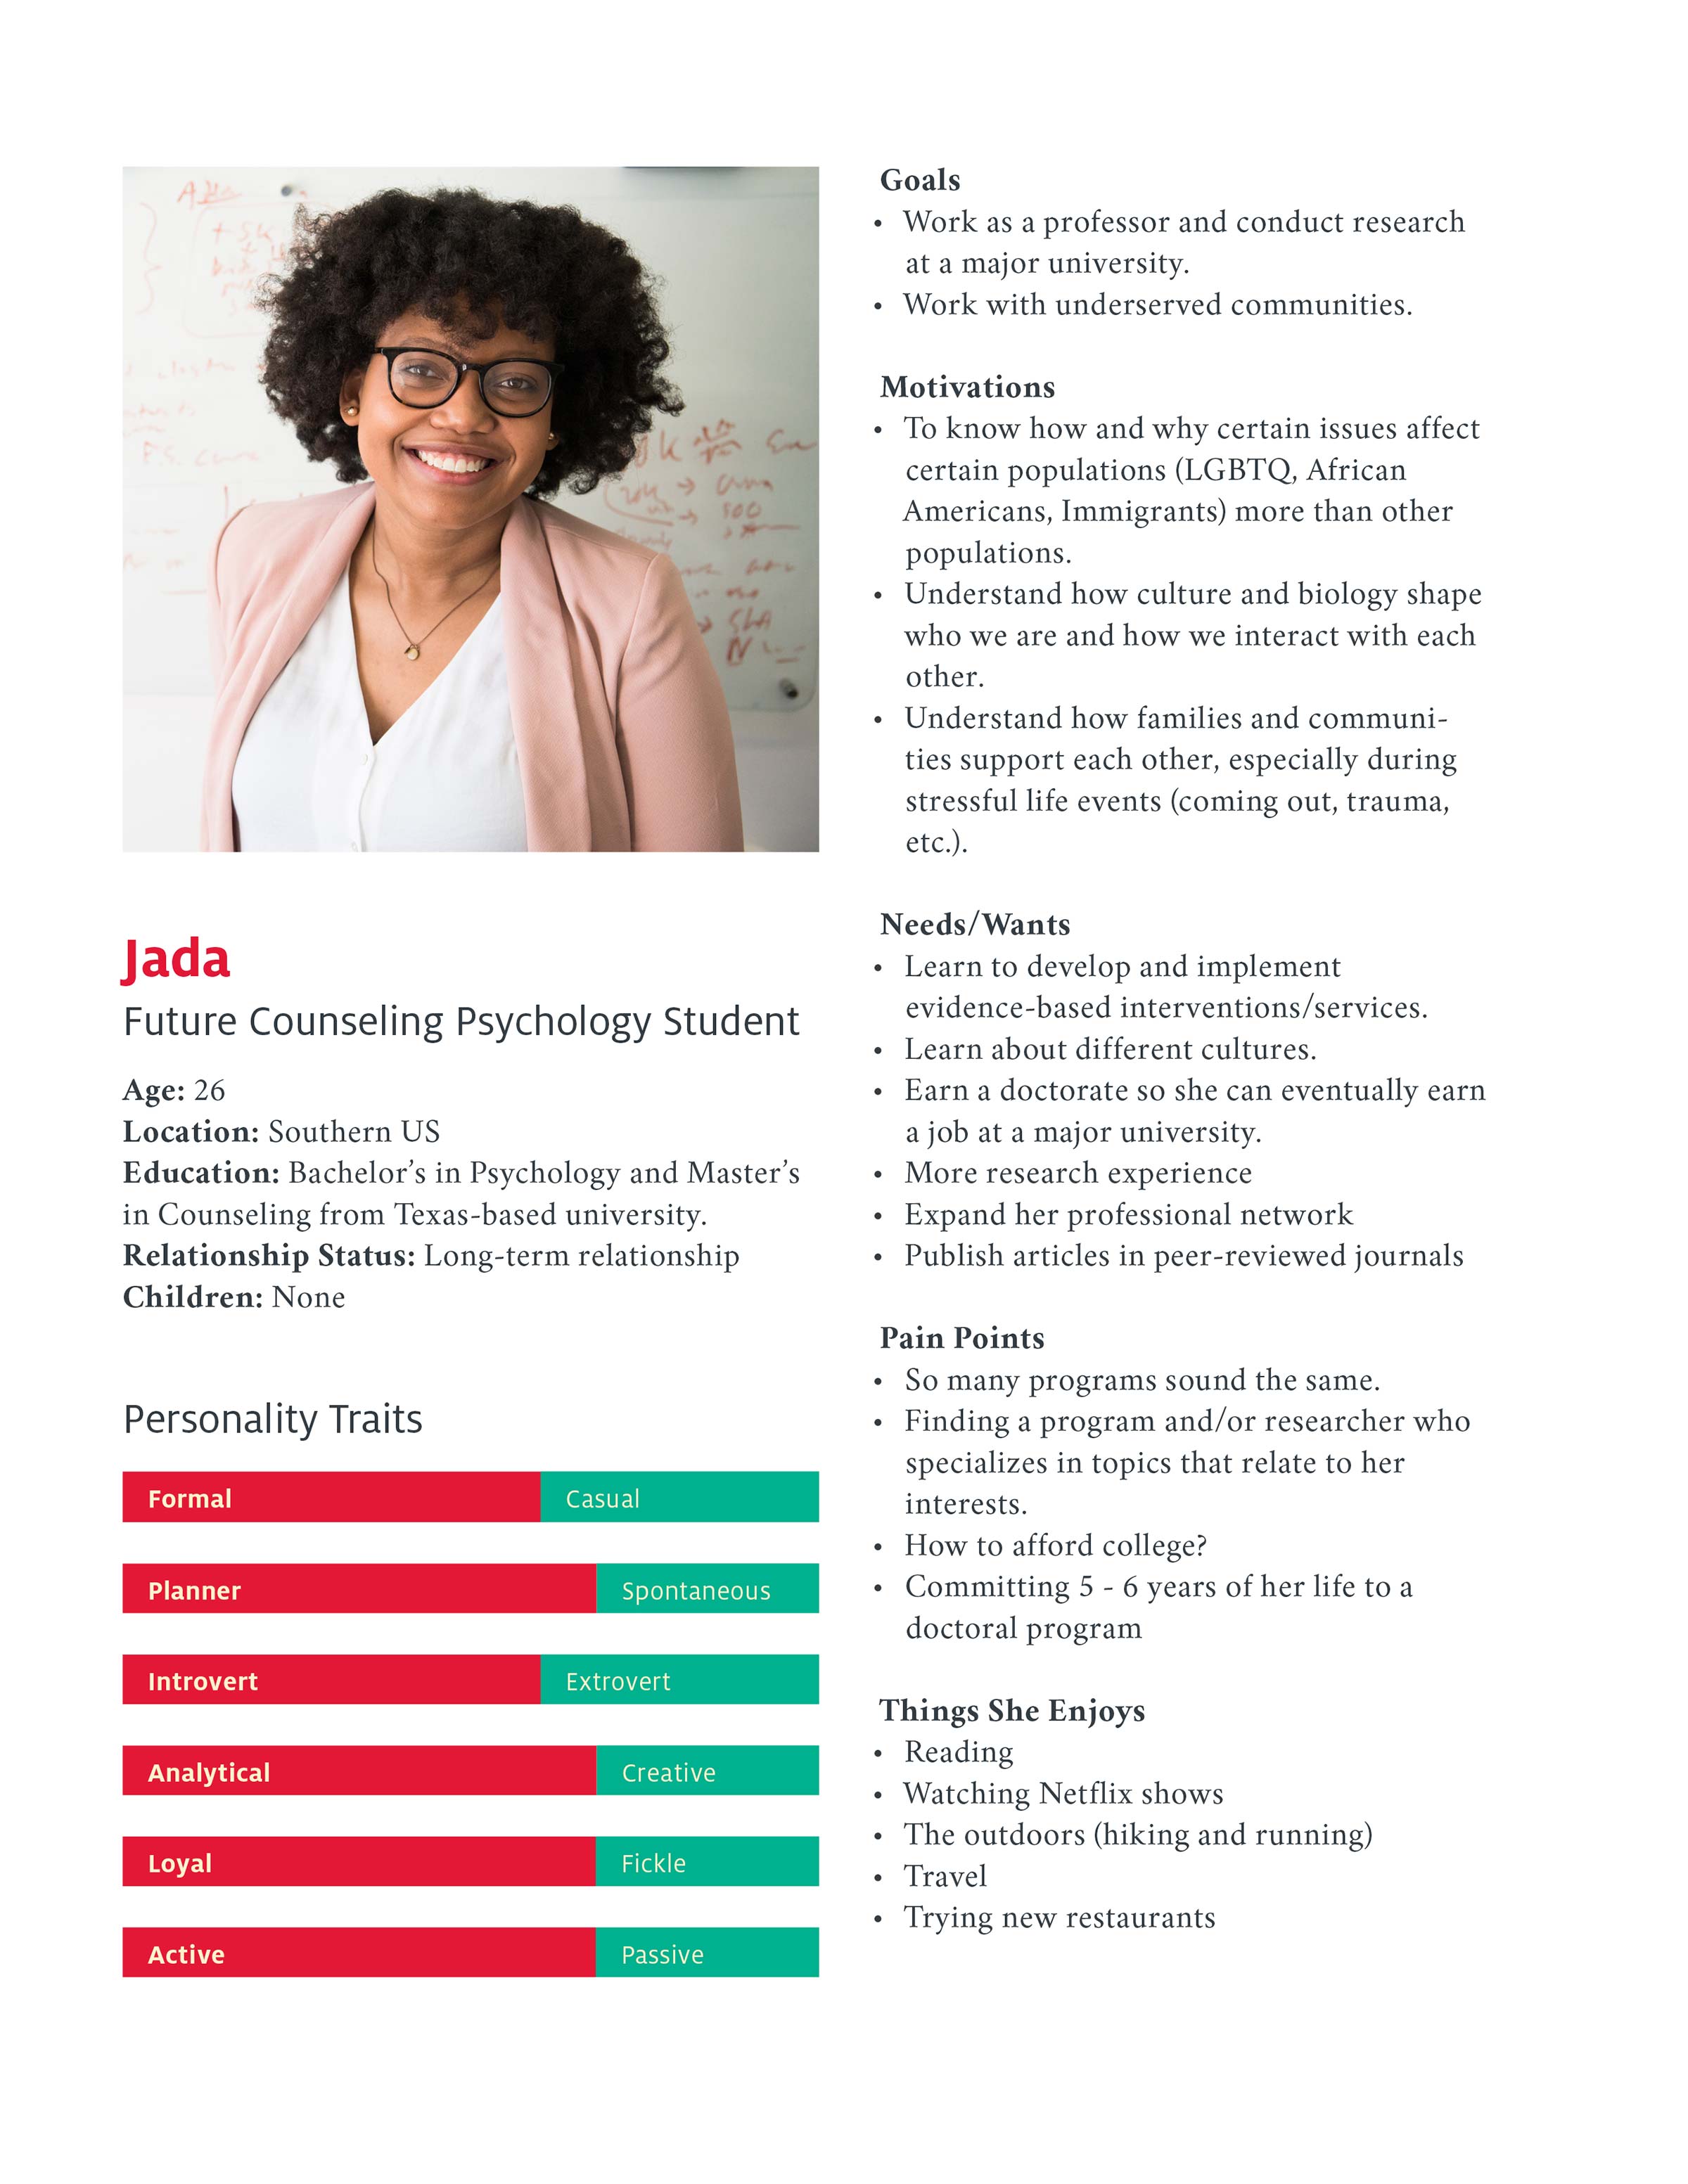 Jada
Future Counseling Psychology Student
Age: 26
Location: Southern US
Education: Bachelor’s in Psychology and Master’s
in Counseling from Texas-based university.
Relationship Status: Long-term relationship
Children: None
Personality Traits
Formal Casual
Planner Spontaneous
Introvert Extrovert
Analytical Creative
Loyal Fickle
Active Passive
Goals
• Work as a professor and conduct research
at a major university.
• Work with underserved communities.
Motivations
• To know how and why certain issues affect
certain populations (LGBTQ, African
Americans, Immigrants) more than other
populations.
• Understand how culture and biology shape
who we are and how we interact with each
other.
• Understand how families and communi-
ties support each other, especially during
stressful life events (coming out, trauma,
etc.).
Needs/Wants
• Learn to develop and implement
evidence-based interventions/services.
• Learn about different cultures.
• Earn a doctorate so she can eventually earn
a job at a major university.
• More research experience
• Expand her professional network
• Publish articles in peer-reviewed journals
Pain Points
• So many programs sound the same.
• Finding a program and/or researcher who
specializes in topics that relate to her
interests.
• How to afford college?
• Committing 5 - 6 years of her life to a
doctoral program
Things She Enjoys
• Reading
• Watching Netflix shows
• The outdoors (hiking and running)
• Travel
• Trying new restaurants